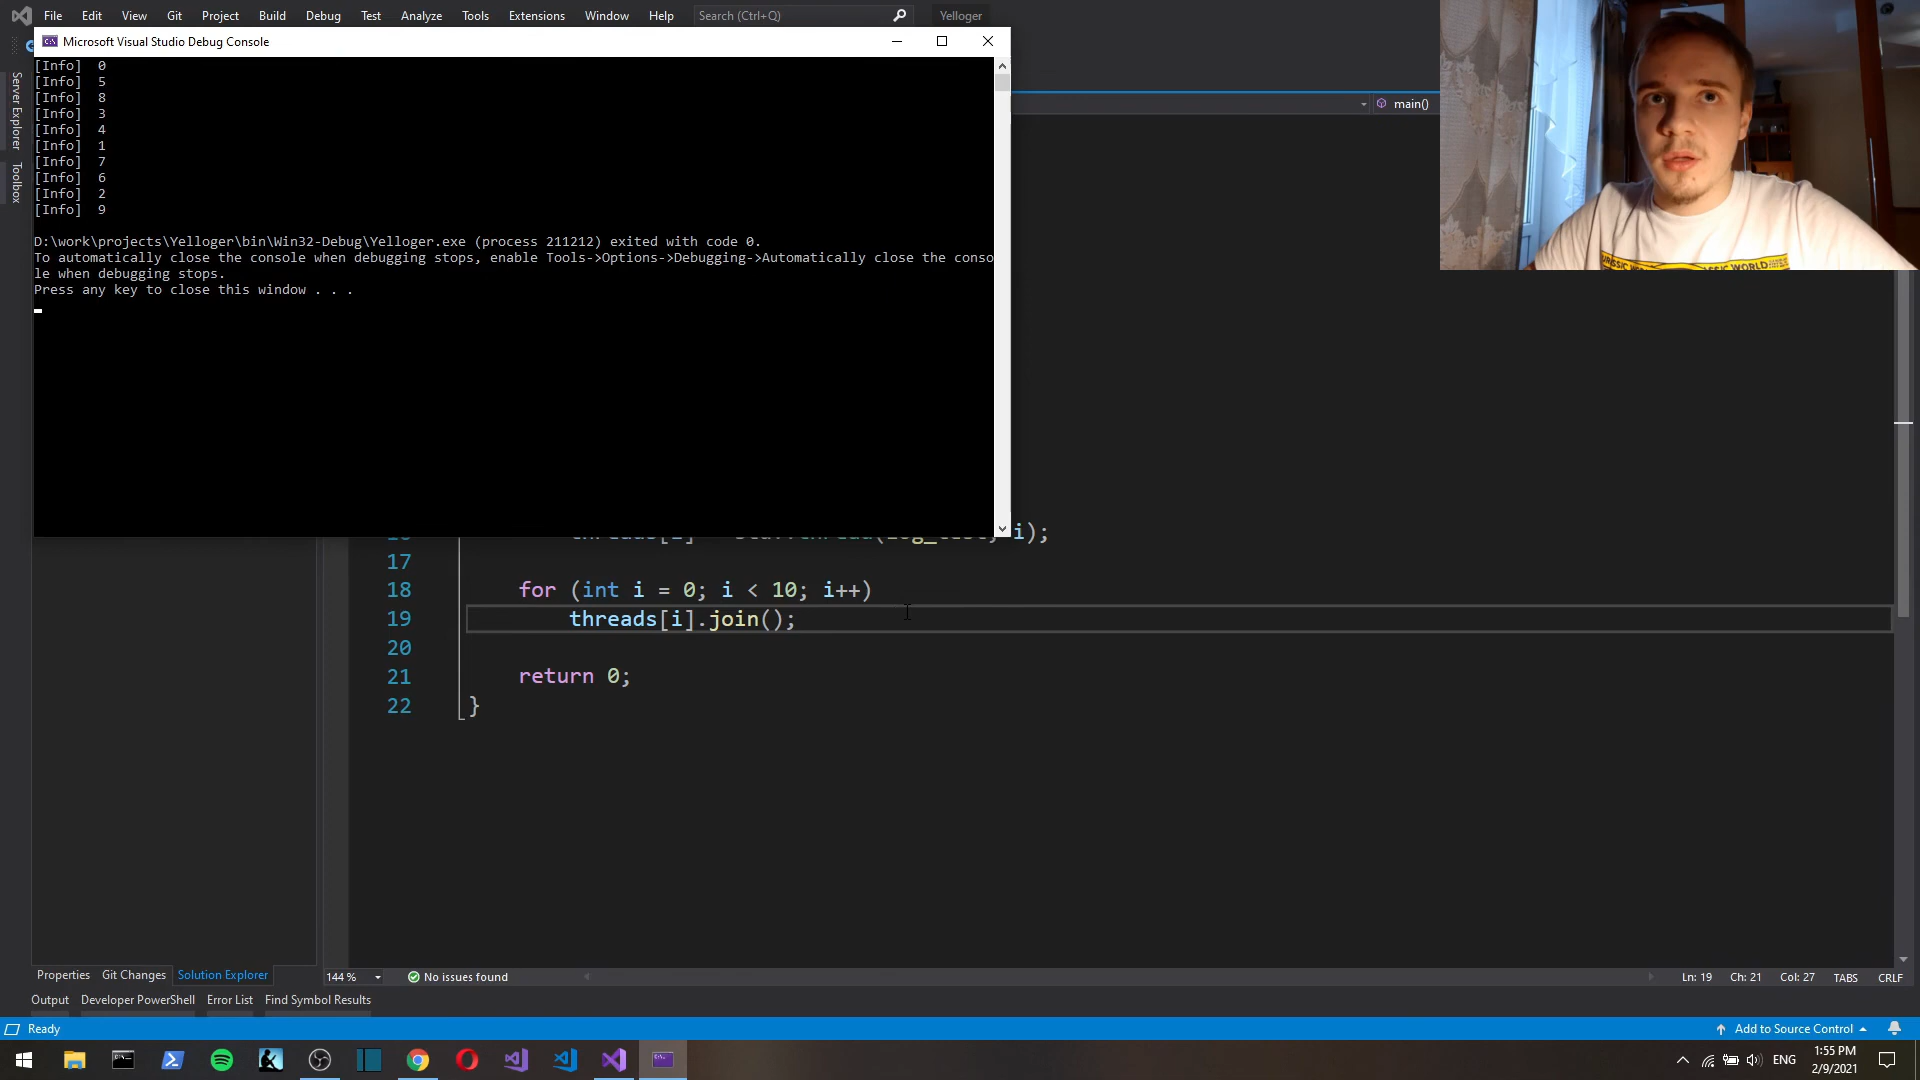 File Edit View Git Project Build Debug Test Analyze Tools Extensions Window Help Search (Ctrl+Q) Yelloger
Microsoft Visual Studio Debug Console
[Info] 0
[Info] 5
[Info] 8
[Info] 3
[Info] 4
[Info] 1
[Info] 7
[Info] 6
[Info] 2
[Info] 9
D:\work\projects\Yelloger\bin\Win32-Debug\Yelloger.exe (process 211212) exited with code 0.
To automatically close the console when debugging stops, enable Tools->Options->Debugging->Automatically close the conso
le when debugging stops.
Press any key to close this window . . .
Server Explorer
Toolbox
main()
i);
17
18 for (int i = 0; i < 10; i++)
19 threads[i].join();
20
21 return 0;
22 }
Properties Git Changes Solution Explorer
144 % No issues found Ln: 19 Ch: 21 Col: 27 TABS CRLF
Output Developer PowerShell Error List Find Symbol Results
Ready Add to Source Control
ENG 1:55 PM
2/9/2021